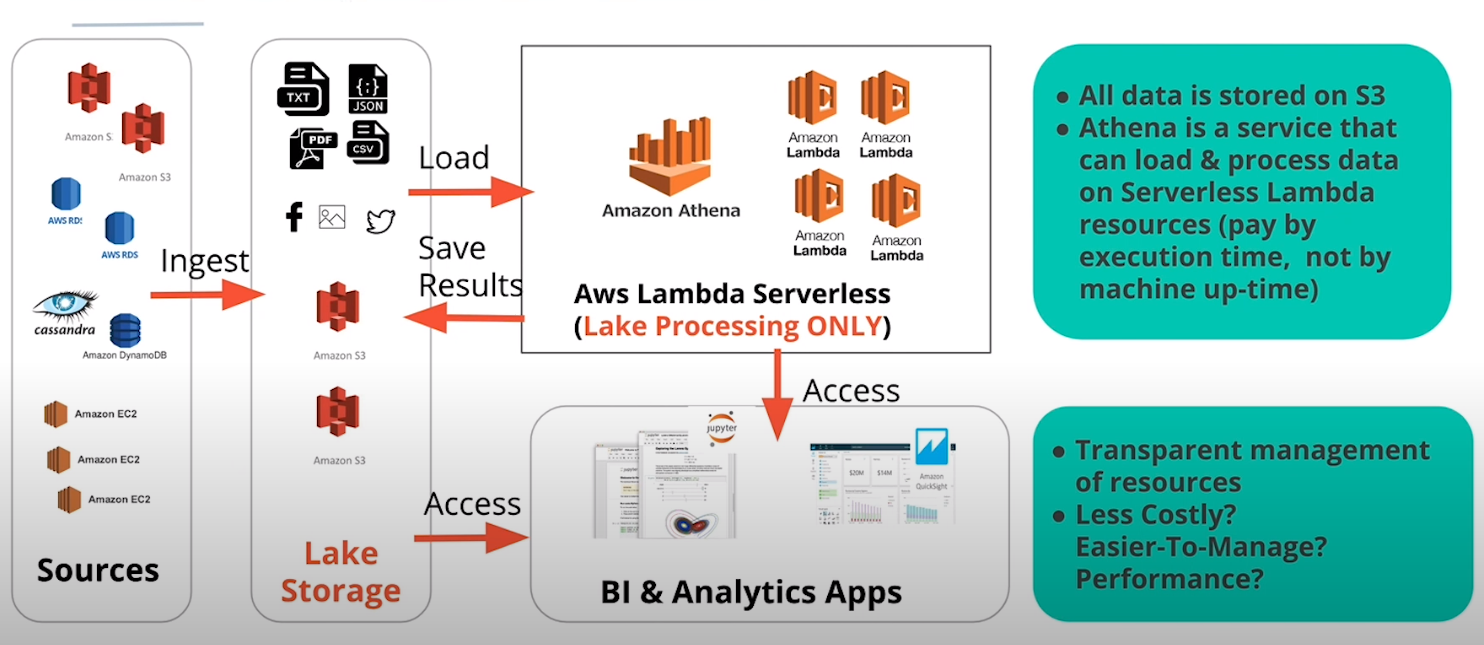 Amazon S
Amazon S3
AWS RDS
AWS RDS
cassandra
Amazon DynamoDB
Amazon EC2
Amazon EC2
Amazon EC2
Sources
Ingest
TXT
{;}
JSON
PDF
CSV
Amazon S3
Amazon S3
Lake
Storage
Load
Save
Results
Access
Amazon Athena
Amazon
Lambda
Amazon
Lambda
Amazon
Lambda
Amazon
Lambda
Aws Lambda Serverless
(Lake Processing ONLY)
Access
jupyter
$20M
$14M
Amazon
QuickSight
BI & Analytics Apps
● All data is stored on S3
● Athena is a service that
can load & process data
on Serverless Lambda
resources (pay by
execution time, not by
machine up-time)
● Transparent management
of resources
● Less Costly?
Easier-To-Manage?
Performance?